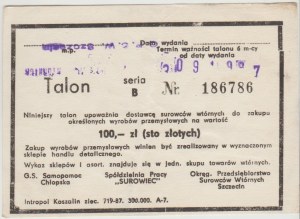 Data wydania
m.p.
Termin ważności talonu 6 m-cy
od daty wydania
Talon seria B Nr 186786
Niniejszy talon upoważnia dostawcę surowców wtórnych do zakupu
określonych wyrobów przemysłowych na wartość
100,— zł (sto złotych)
Zakup wyrobów przemysłowych winien być zrealizowany w wyznaczonym
sklepie handlu detalicznego.
Wykaz sklepów i asort. znajduje się w jedn. skupu towarów wtórnych.
G.S. Samopomoc Chłopska
Spółdzielnia Pracy "SUROWIEC"
Okręg. Przedsiębiorstwo Surowców Wtórnych Szczecin
Intropol Koszalin zlec. 719-87. 300.000. A-7.